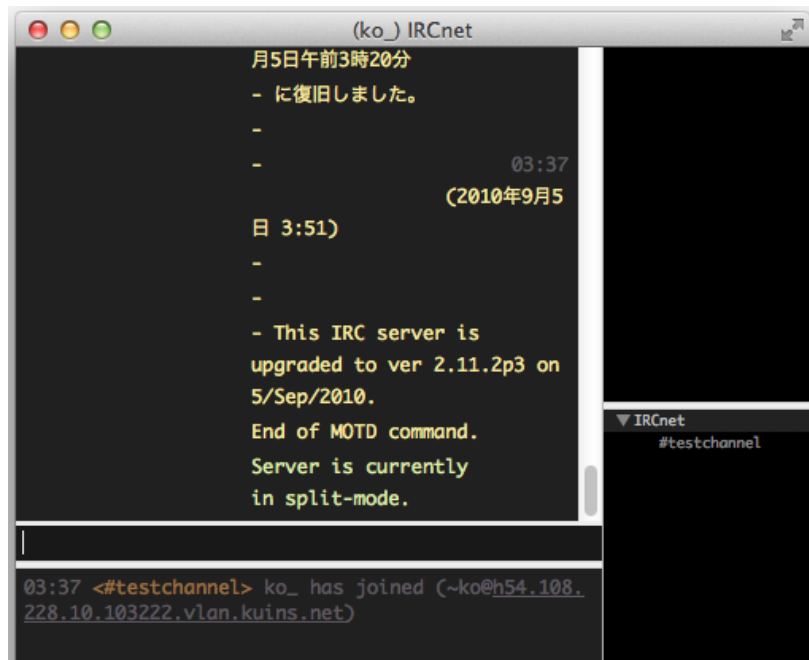 (ko_) IRCnet
月5日午前3時20分
- に復旧しました。
-
- 03:37
(2010年9月5
日 3:51)
-
-
- This IRC server is
upgraded to ver 2.11.2p3 on
5/Sep/2010.
End of MOTD command.
Server is currently
in split-mode.
IRCnet
#testchannel
03:37 <#testchannel> ko_ has joined (~ko@h54.108.
228.10.103222.vlan.kuins.net)